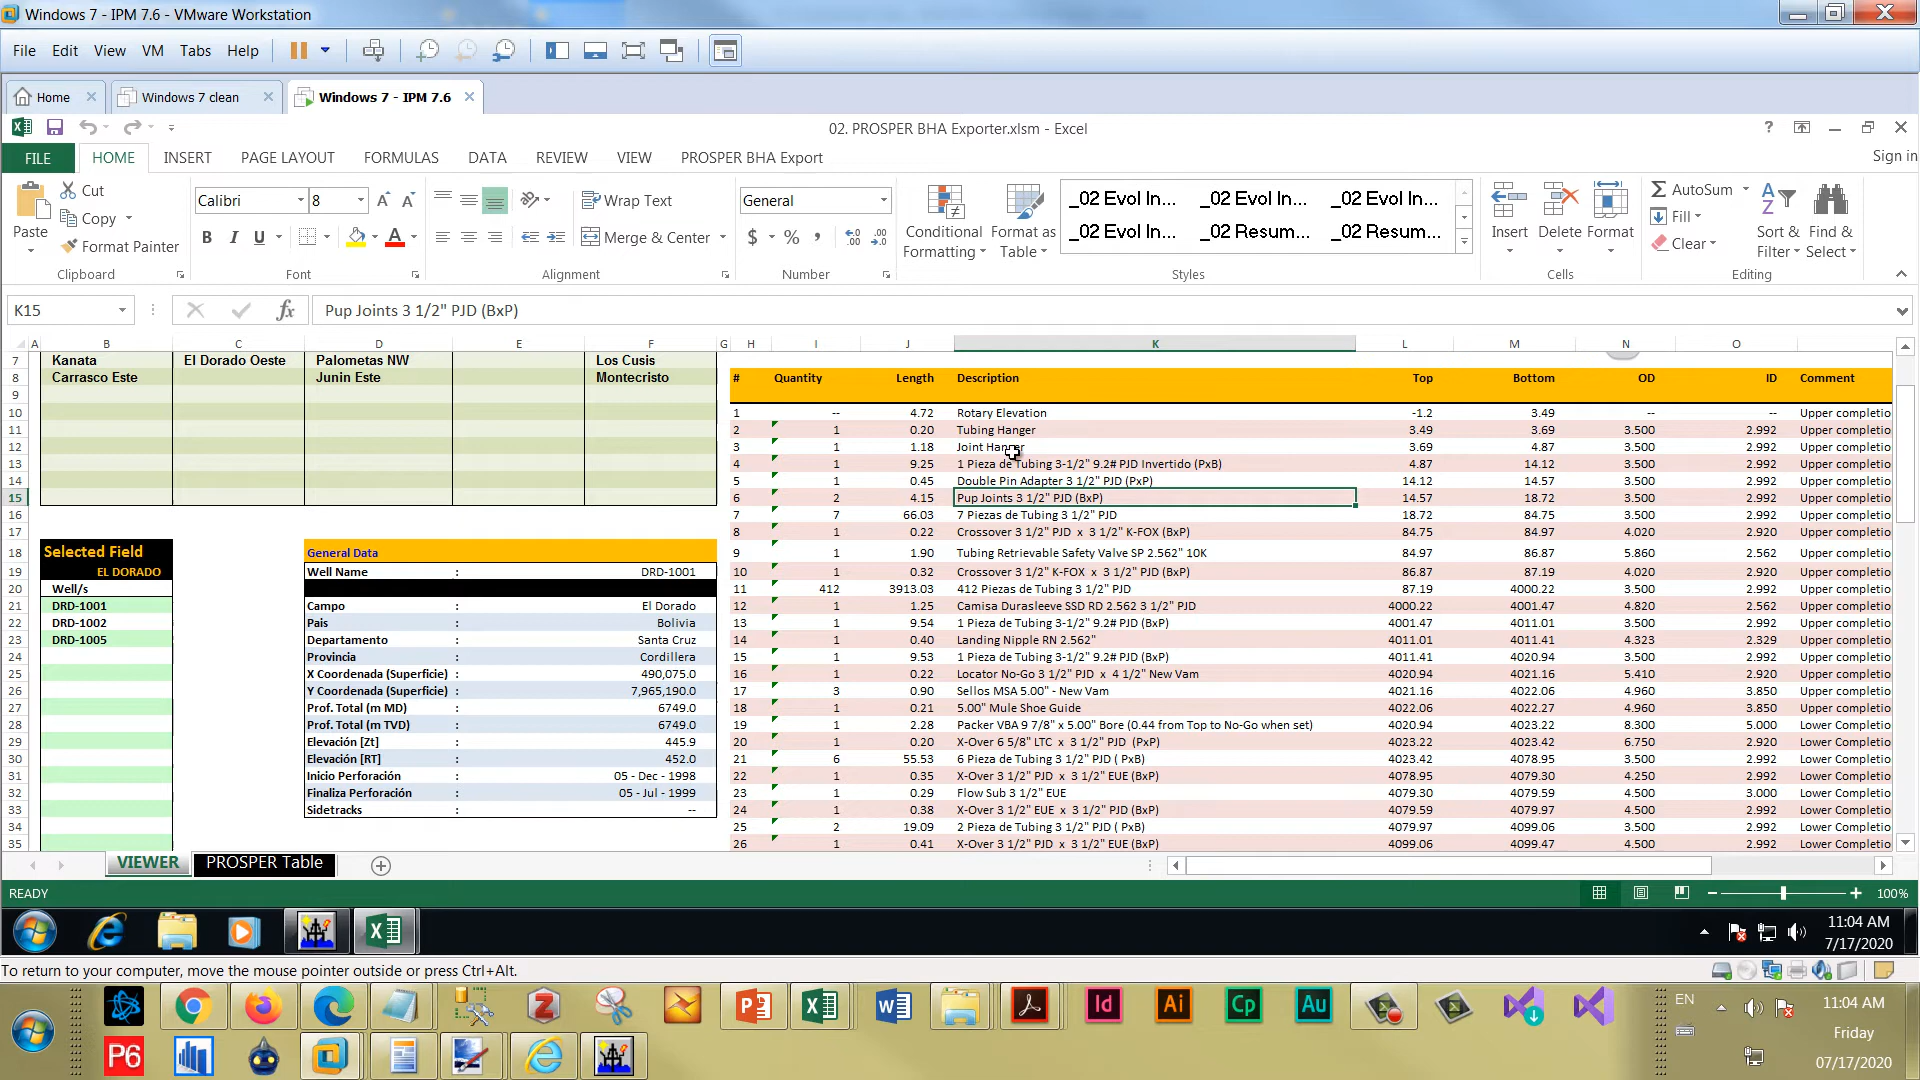 Windows 7 - IPM 7.6 - VMware Workstation
File Edit View VM Tabs Help
Home Windows 7 clean Windows 7 - IPM 7.6
02. PROSPER BHA Exporter.xlsm - Excel
FILE HOME INSERT PAGE LAYOUT FORMULAS DATA REVIEW VIEW PROSPER BHA Export Sign in
Paste Cut Copy Format Painter Clipboard
Calibri 8 B I U A Font
Wrap Text Merge & Center Alignment
General $ % , Number
Conditional Formatting Format as Table
_02 Evol In... _02 Evol In... _02 Evol In...
_02 Evol In... _02 Resum... _02 Resum...
Styles
Insert Delete Format Cells
AutoSum Fill Clear Sort & Filter Find & Select Editing
K15 fx Pup Joints 3 1/2" PJD (BxP)
A B C D E F G H I J K L M N O
7 Kanata El Dorado Oeste Palometas NW Los Cusis
8 Carrasco Este Junin Este Montecristo # Quantity Length Description Top Bottom OD ID Comment
9
10 1 -- 4.72 Rotary Elevation -1.2 3.49 -- -- Upper completio
11 2 1 0.20 Tubing Hanger 3.49 3.69 3.500 2.992 Upper completio
12 3 1 1.18 Joint Hanger 3.69 4.87 3.500 2.992 Upper completio
13 4 1 9.25 1 Pieza de Tubing 3-1/2" 9.2# PJD Invertido (PxB) 4.87 14.12 3.500 2.992 Upper completio
14 5 1 0.45 Double Pin Adapter 3 1/2" PJD (PxP) 14.12 14.57 3.500 2.992 Upper completio
15 6 2 4.15 Pup Joints 3 1/2" PJD (BxP) 14.57 18.72 3.500 2.992 Upper completio
16 7 7 66.03 7 Piezas de Tubing 3 1/2" PJD 18.72 84.75 3.500 2.992 Upper completio
17 8 1 0.22 Crossover 3 1/2" PJD x 3 1/2" K-FOX (BxP) 84.75 84.97 4.020 2.920 Upper completio
18 Selected Field General Data 9 1 1.90 Tubing Retrievable Safety Valve SP 2.562" 10K 84.97 86.87 5.860 2.562 Upper completio
19 EL DORADO Well Name : DRD-1001 10 1 0.32 Crossover 3 1/2" K-FOX x 3 1/2" PJD (BxP) 86.87 87.19 4.020 2.920 Upper completio
20 Well/s 11 412 3913.03 412 Piezas de Tubing 3 1/2" PJD 87.19 4000.22 3.500 2.992 Upper completio
21 DRD-1001 Campo : El Dorado 12 1 1.25 Camisa Durasleeve SSD RD 2.562 3 1/2" PJD 4000.22 4001.47 4.820 2.562 Upper completio
22 DRD-1002 Pais : Bolivia 13 1 9.54 1 Pieza de Tubing 3-1/2" 9.2# PJD (BxP) 4001.47 4011.01 3.500 2.992 Upper completio
23 DRD-1005 Departamento : Santa Cruz 14 1 0.40 Landing Nipple RN 2.562" 4011.01 4011.41 4.323 2.329 Upper completio
24 Provincia : Cordillera 15 1 9.53 1 Pieza de Tubing 3-1/2" 9.2# PJD (BxP) 4011.41 4020.94 3.500 2.992 Upper completio
25 X Coordenada (Superficie) : 490,075.0 16 1 0.22 Locator No-Go 3 1/2" PJD x 4 1/2" New Vam 4020.94 4021.16 5.410 2.920 Upper completio
26 Y Coordenada (Superficie) : 7,965,190.0 17 3 0.90 Sellos MSA 5.00" - New Vam 4021.16 4022.06 4.960 3.850 Upper completio
27 Prof. Total (m MD) : 6749.0 18 1 0.21 5.00" Mule Shoe Guide 4022.06 4022.27 4.960 3.850 Upper completio
28 Prof. Total (m TVD) : 6749.0 19 1 2.28 Packer VBA 9 7/8" x 5.00" Bore (0.44 from Top to No-Go when set) 4020.94 4023.22 8.300 5.000 Lower Completio
29 Elevación [Zt] : 445.9 20 1 0.20 X-Over 6 5/8" LTC x 3 1/2" PJD (PxP) 4023.22 4023.42 6.750 2.920 Lower Completio
30 Elevación [RT] : 452.0 21 6 55.53 6 Pieza de Tubing 3 1/2" PJD ( PxB) 4023.42 4078.95 3.500 2.992 Lower Completio
31 Inicio Perforación : 05 - Dec - 1998 22 1 0.35 X-Over 3 1/2" PJD x 3 1/2" EUE (BxP) 4078.95 4079.30 4.250 2.992 Lower Completio
32 Finaliza Perforación : 05 - Jul - 1999 23 1 0.29 Flow Sub 3 1/2" EUE 4079.30 4079.59 4.500 3.000 Lower Completio
33 Sidetracks : -- 24 1 0.38 X-Over 3 1/2" EUE x 3 1/2" PJD (BxP) 4079.59 4079.97 4.500 2.992 Lower Completio
34 25 2 19.09 2 Pieza de Tubing 3 1/2" PJD ( PxB) 4079.97 4099.06 3.500 2.992 Lower Completio
35 26 1 0.41 X-Over 3 1/2" PJD x 3 1/2" EUE (BxP) 4099.06 4099.47 4.500 2.992 Lower Completio
VIEWER PROSPER Table
READY 100%
11:04 AM
7/17/2020
To return to your computer, move the mouse pointer outside or press Ctrl+Alt.
Id Ai Cp Au EN 11:04 AM
Friday
P6 07/17/2020